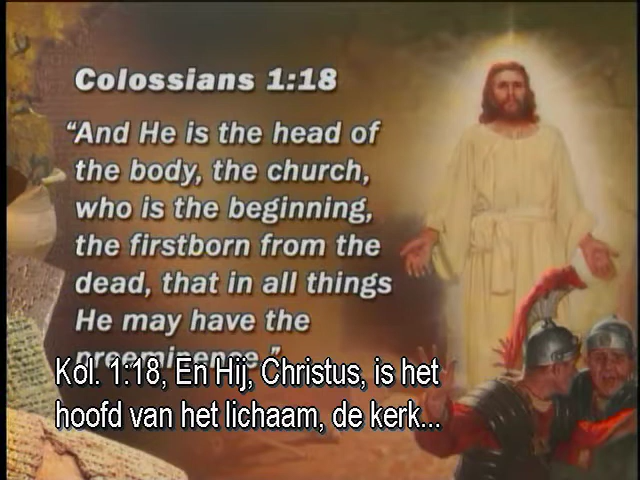 Colossians 1:18
“And He is the head of
the body, the church,
who is the beginning,
the firstborn from the
dead, that in all things
He may have the
preeminence.”
Kol. 1:18, En Hij, Christus, is het
hoofd van het lichaam, de kerk...